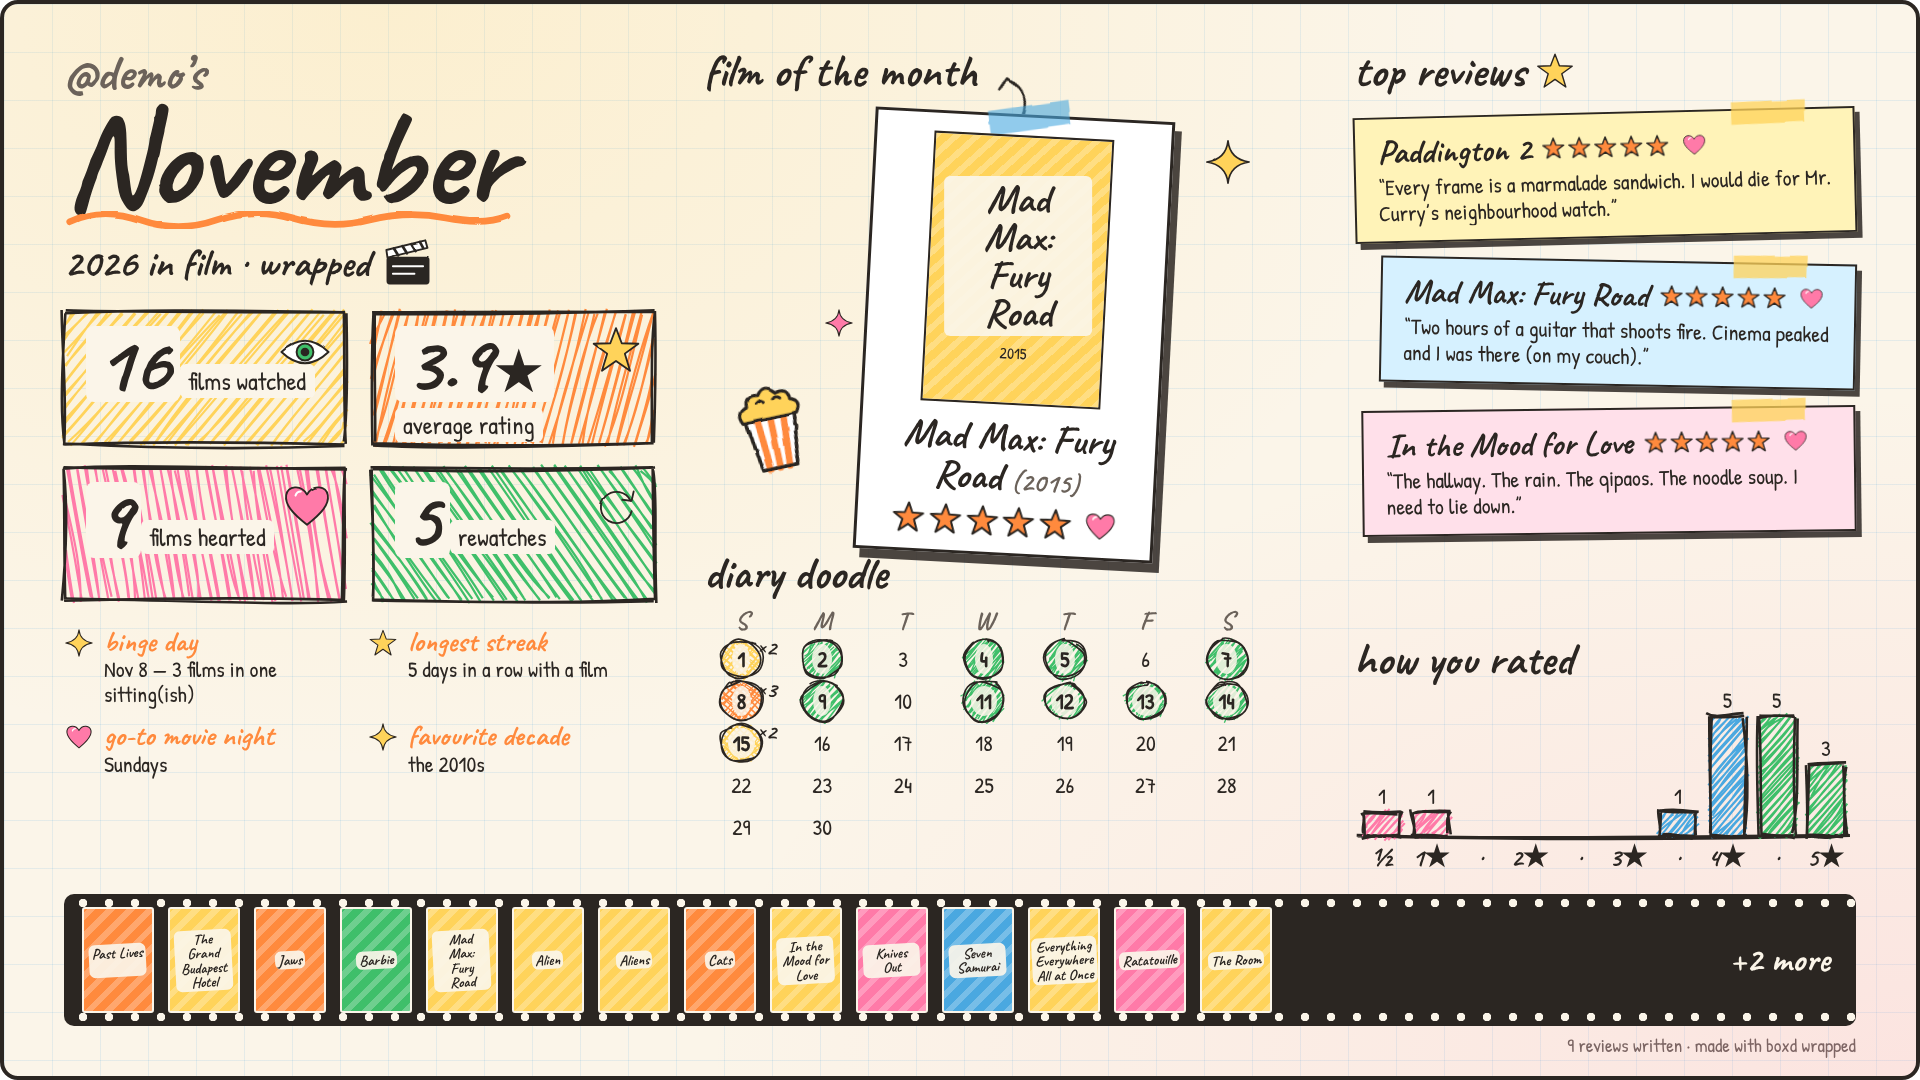 @demo's
November
2026 in film · wrapped
16 films watched
3.9★
average rating
9 films hearted
5 rewatches
binge day
Nov 8 – 3 films in one
sitting(ish)
longest streak
5 days in a row with a film
go-to movie night
Sundays
favourite decade
the 2010s
film of the month
Mad
Max:
Fury
Road
2015
Mad Max: Fury
Road (2015)
diary doodle
S M T W T F S
1 ×2 2 3 4 5 6 7
8 ×3 9 10 11 12 13 14
15 ×2 16 17 18 19 20 21
22 23 24 25 26 27 28
29 30
top reviews
Paddington 2
“Every frame is a marmalade sandwich. I would die for Mr.
Curry's neighbourhood watch.”
Mad Max: Fury Road
“Two hours of a guitar that shoots fire. Cinema peaked
and I was there (on my couch).”
In the Mood for Love
“The hallway. The rain. The qipaos. The noodle soup. I
need to lie down.”
how you rated
1 1 1 5 5 3
½ 1★ · 2★ · 3★ · 4★ · 5★
Past Lives
The
Grand
Budapest
Hotel
Jaws
Barbie
Mad
Max:
Fury
Road
Alien
Aliens
Cats
In the
Mood for
Love
Knives
Out
Seven
Samurai
Everything
Everywhere
All at Once
Ratatouille
The Room
+2 more
9 reviews written · made with boxd wrapped